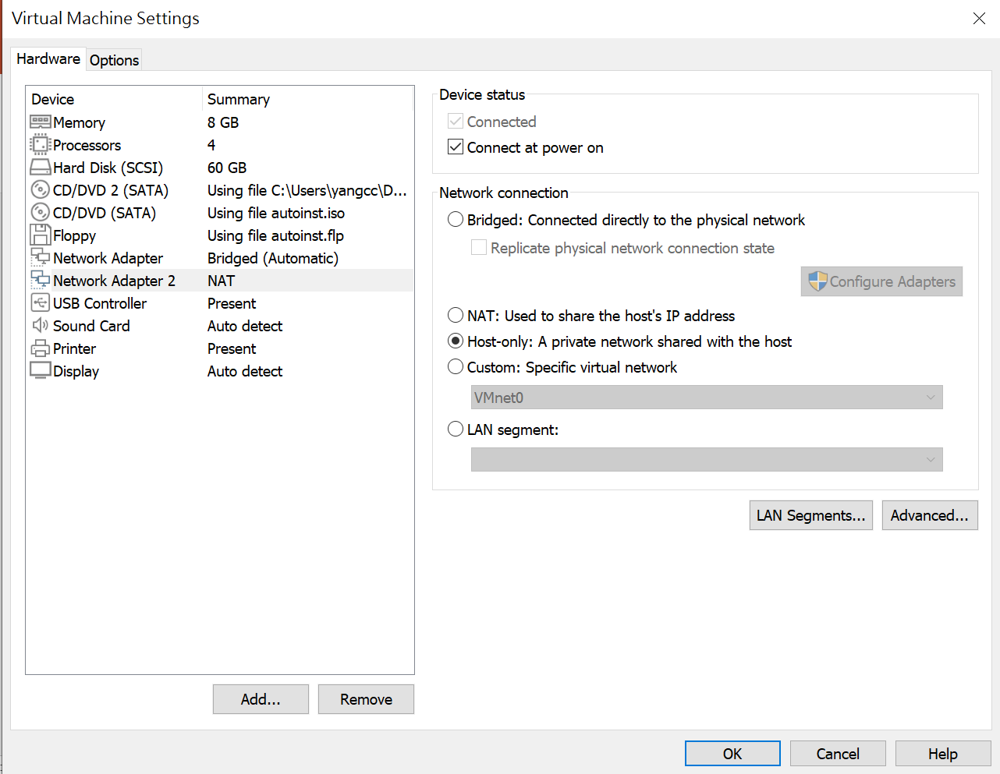 Virtual Machine Settings
Hardware Options
Device Summary
Memory 8 GB
Processors 4
Hard Disk (SCSI) 60 GB
CD/DVD 2 (SATA) Using file C:\Users\yangcc\D...
CD/DVD (SATA) Using file autoinst.iso
Floppy Using file autoinst.flp
Network Adapter Bridged (Automatic)
Network Adapter 2 NAT
USB Controller Present
Sound Card Auto detect
Printer Present
Display Auto detect
Add... Remove
Device status
Connected
Connect at power on
Network connection
Bridged: Connected directly to the physical network
Replicate physical network connection state
Configure Adapters
NAT: Used to share the host's IP address
Host-only: A private network shared with the host
Custom: Specific virtual network
VMnet0
LAN segment:
LAN Segments... Advanced...
OK Cancel Help